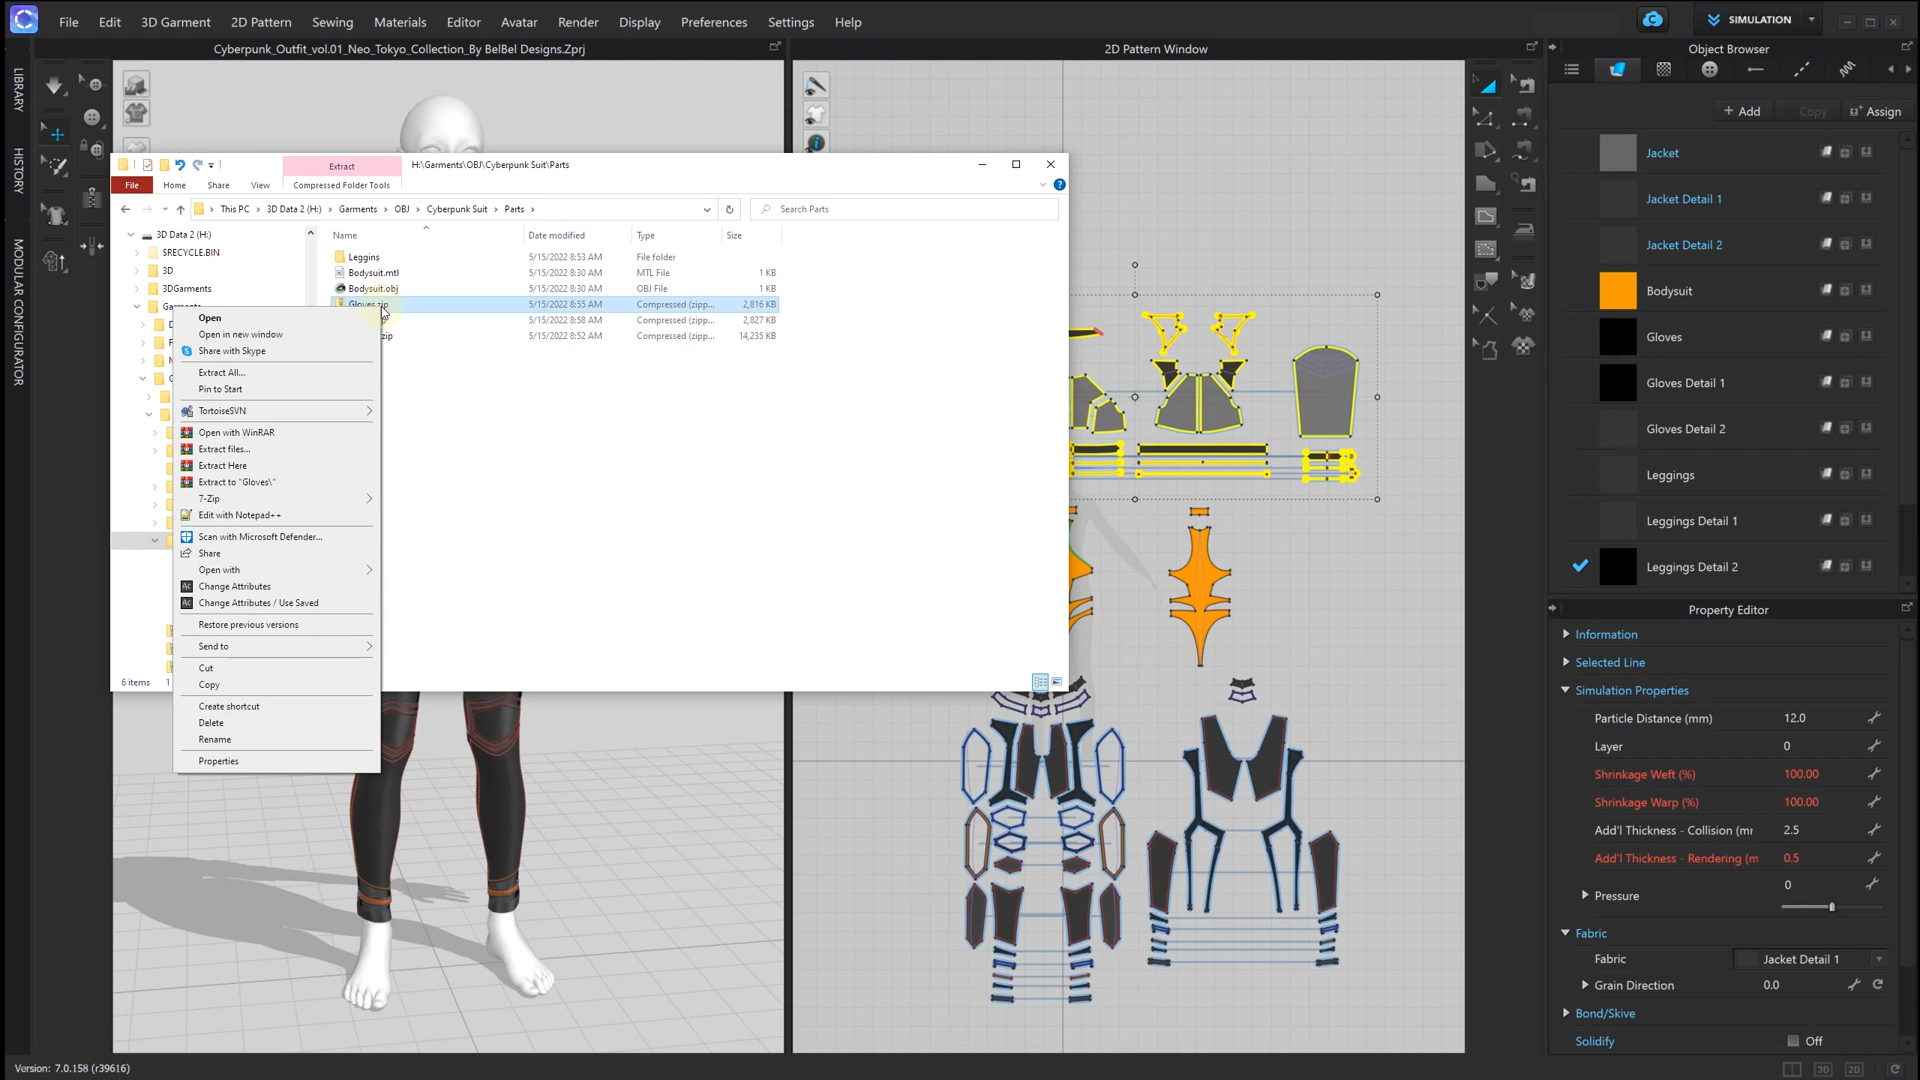 File Edit 3D Garment 2D Pattern Sewing Materials Editor Avatar Render Display Preferences Settings Help
SIMULATION
Cyberpunk_Outfit_vol.01_Neo_Tokyo_Collection_By BelBel Designs.Zprj
2D Pattern Window
Object Browser
LIBRARY
HISTORY
MODULAR CONFIGURATOR
+ Add Copy Assign
Jacket
Jacket Detail 1
Jacket Detail 2
Bodysuit
Gloves
Gloves Detail 1
Gloves Detail 2
Leggings
Leggings Detail 1
Leggings Detail 2
Extract
H:\Garments\OBJ\Cyberpunk Suit\Parts
File Home Share View Compressed Folder Tools
This PC > 3D Data 2 (H:) > Garments > OBJ > Cyberpunk Suit > Parts >
Search Parts
3D Data 2 (H:)
$RECYCLE.BIN
3D
3DGarments
Name Date modified Type Size
Leggins 5/15/2022 8:53 AM File folder
Bodysuit.mtl 5/15/2022 8:30 AM MTL File 1 KB
Bodysuit.obj 5/15/2022 8:30 AM OBJ File 1 KB
Gloves.zip 5/15/2022 8:55 AM Compressed (zipp... 2,816 KB
5/15/2022 8:58 AM Compressed (zipp... 2,827 KB
zip 5/15/2022 8:52 AM Compressed (zipp... 14,235 KB
Open
Open in new window
Share with Skype
Extract All...
Pin to Start
TortoiseSVN
Open with WinRAR
Extract files...
Extract Here
Extract to "Gloves\"
7-Zip
Edit with Notepad++
Scan with Microsoft Defender...
Share
Open with
Change Attributes
Change Attributes / Use Saved
Restore previous versions
Send to
Cut
Copy
Create shortcut
Delete
Rename
Properties
6 items
Property Editor
Information
Selected Line
Simulation Properties
Particle Distance (mm) 12.0
Layer 0
Shrinkage Weft (%) 100.00
Shrinkage Warp (%) 100.00
Add'l Thickness - Collision (mr 2.5
Add'l Thickness - Rendering (m 0.5
Pressure 0
Fabric
Fabric Jacket Detail 1
Grain Direction 0.0
Bond/Skive
Solidify Off
Version: 7.0.158 (r39616)
3D 2D